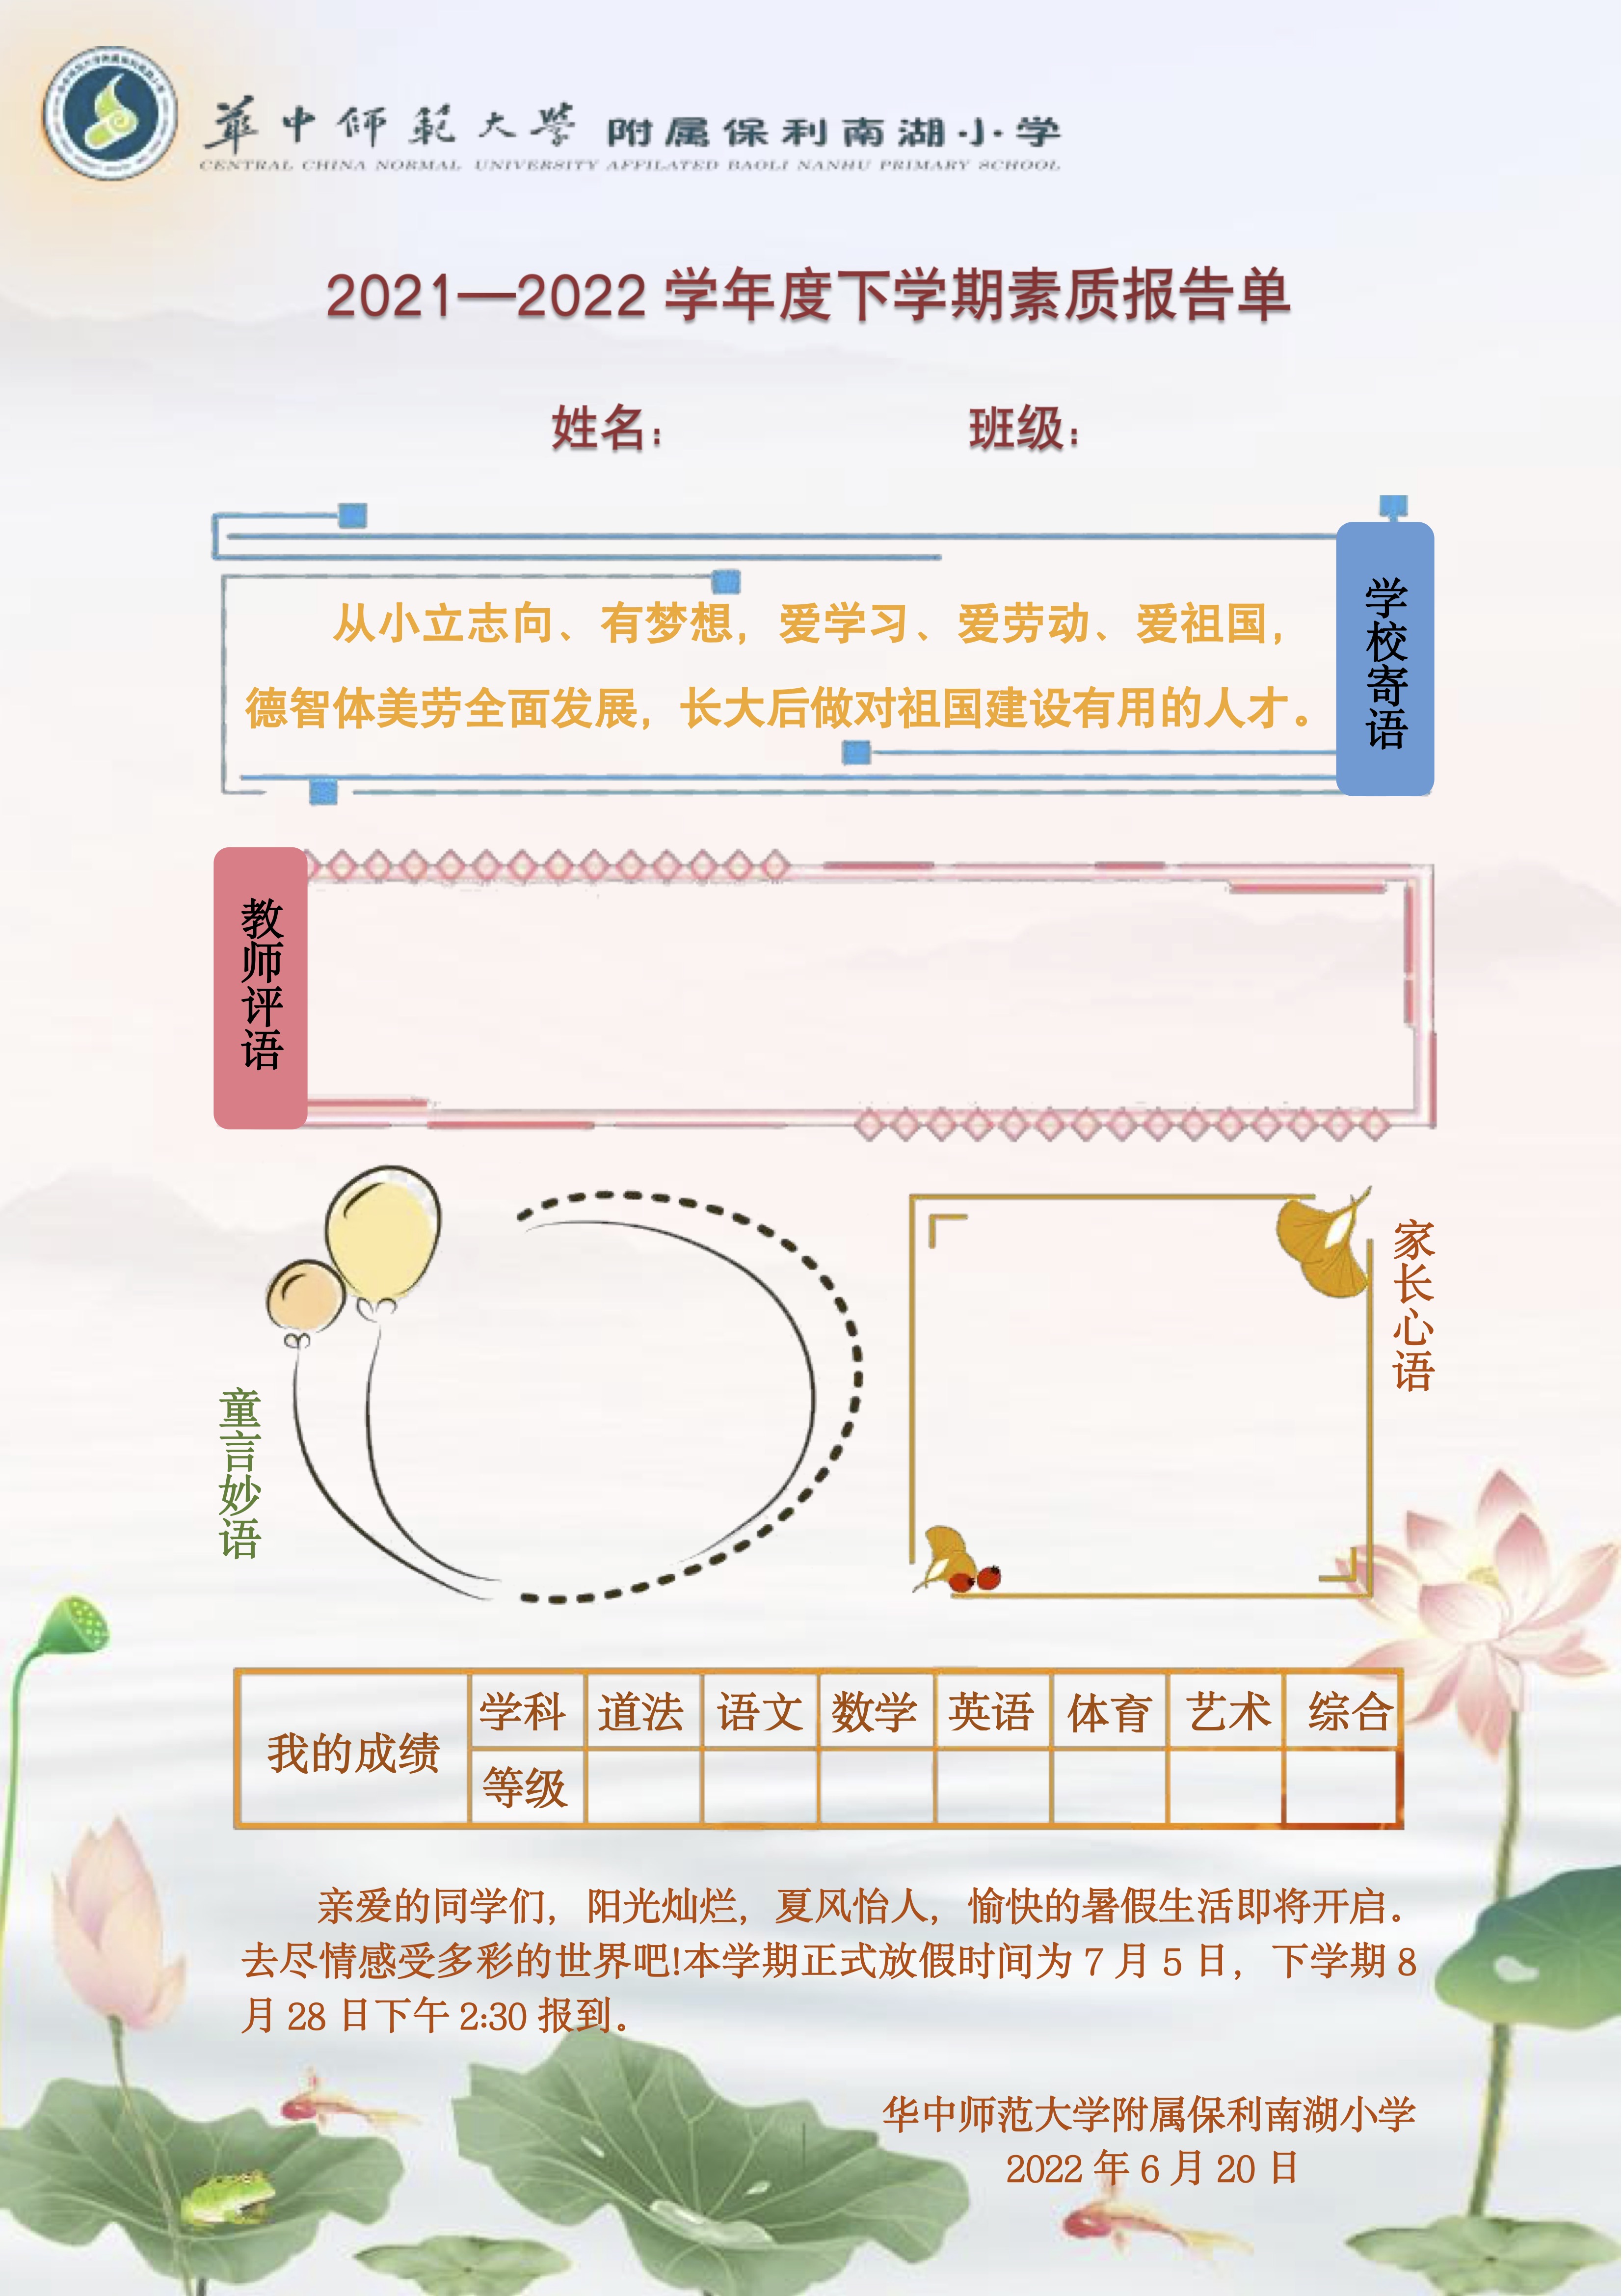 華中师範大学 附属保利南湖小学
CENTRAL CHINA NORMAL UNIVERSITY AFFILATED BAOLI NANHU PRIMARY SCHOOL
2021—2022 学年度下学期素质报告单
姓名： 班级：
从小立志向、有梦想，爱学习、爱劳动、爱祖国，
德智体美劳全面发展，长大后做对祖国建设有用的人才。
学校寄语
教师评语
童言妙语
家长心语
我的成绩
学科 道法 语文 数学 英语 体育 艺术 综合
等级
亲爱的同学们，阳光灿烂，夏风怡人，愉快的暑假生活即将开启。
去尽情感受多彩的世界吧!本学期正式放假时间为 7 月 5 日，下学期 8
月 28 日下午 2:30 报到。
华中师范大学附属保利南湖小学
2022 年 6 月 20 日